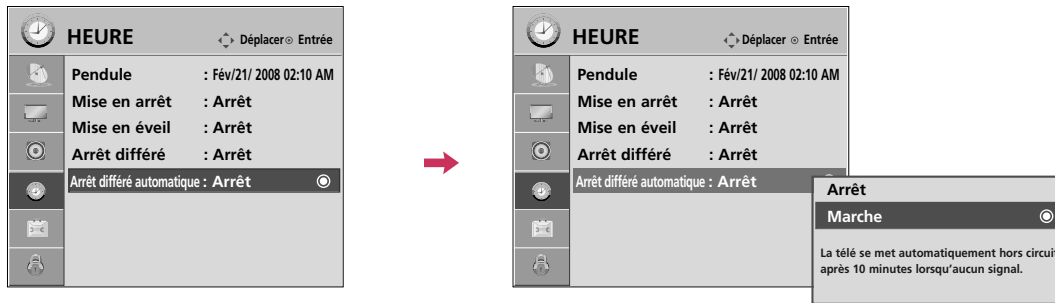 HEURE Déplacer Entrée
Pendule : Fév/21/ 2008 02:10 AM
Mise en arrêt : Arrêt
Mise en éveil : Arrêt
Arrêt différé : Arrêt
Arrêt différé automatique : Arrêt
HEURE Déplacer Entrée
Pendule : Fév/21/ 2008 02:10 AM
Mise en arrêt : Arrêt
Mise en éveil : Arrêt
Arrêt différé : Arrêt
Arrêt différé automatique : Arrêt
Arrêt
Marche
La télé se met automatiquement hors circuit
après 10 minutes lorsqu'aucun signal.